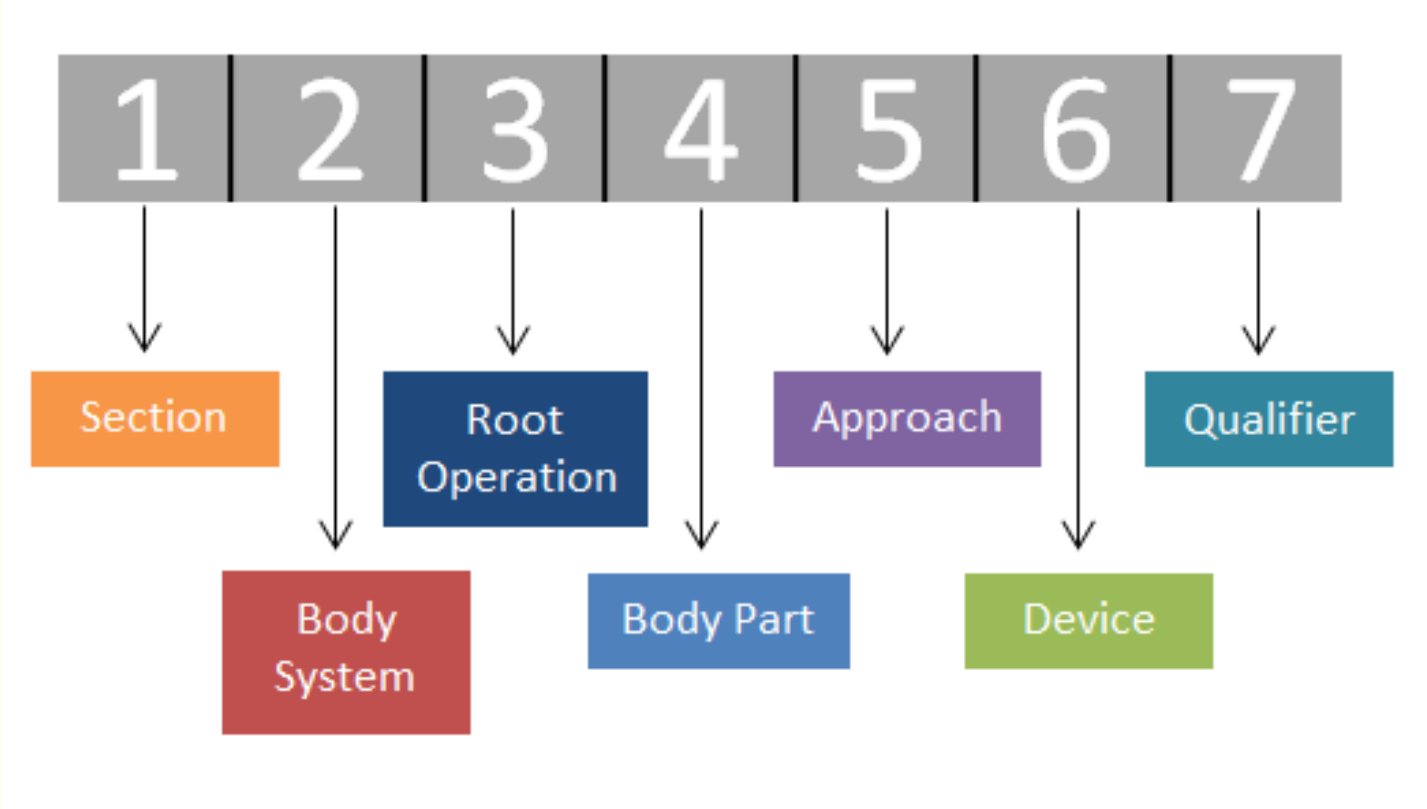 1 2 3 4 5 6 7
Section
Root
Operation
Approach
Qualifier
Body
System
Body Part
Device